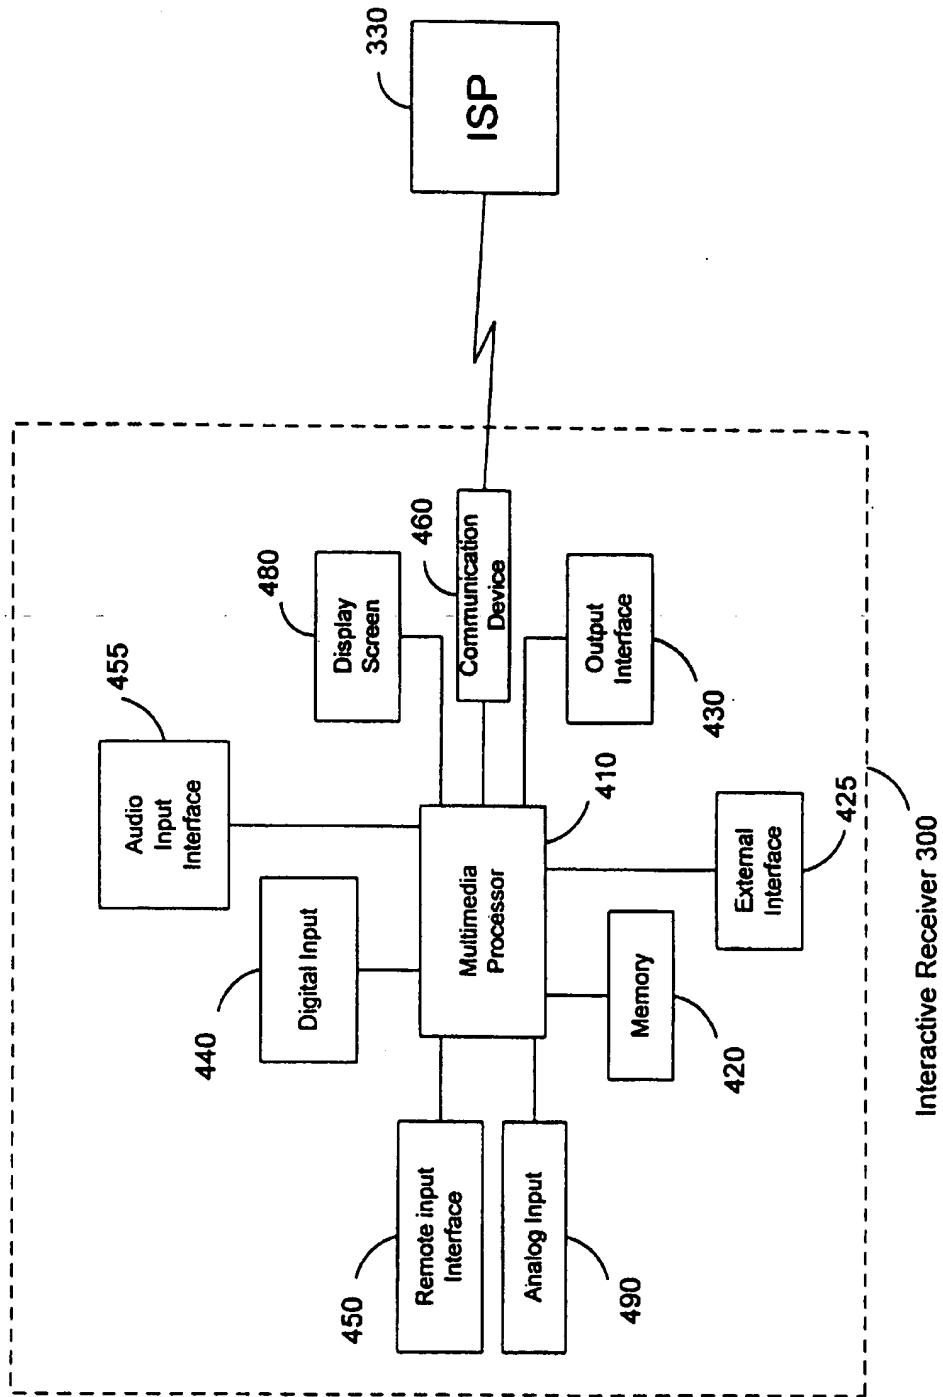 330
ISP
455
Audio
Input
Interface
480
Display
Screen
460
Communication
Device
440
Digital Input
410
Multimedia
Processor
Output
Interface
430
450
Remote input
Interface
Analog Input
490
Memory
420
External
Interface
425
Interactive Receiver 300